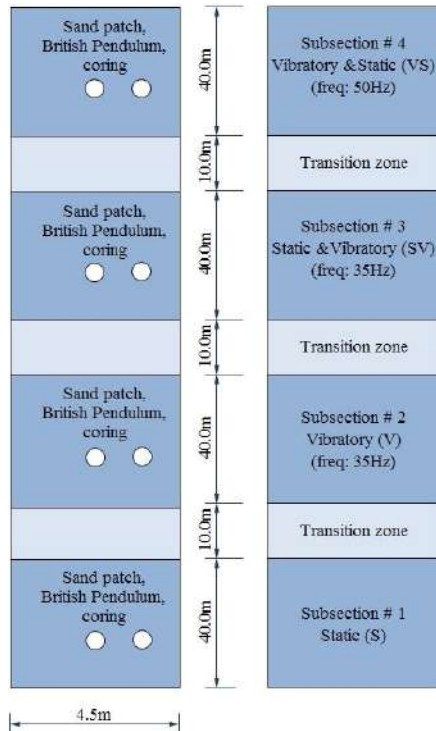 Sand patch,
British Pendulum,
coring
40.0m
Subsection # 4
Vibratory &Static (VS)
(freq: 50Hz)
10.0m
Transition zone
Sand patch,
British Pendulum,
coring
40.0m
Subsection # 3
Static &Vibratory (SV)
(freq: 35Hz)
10.0m
Transition zone
Sand patch,
British Pendulum,
coring
40.0m
Subsection # 2
Vibratory (V)
(freq: 35Hz)
10.0m
Transition zone
Sand patch,
British Pendulum,
coring
40.0m
Subsection # 1
Static (S)
4.5m